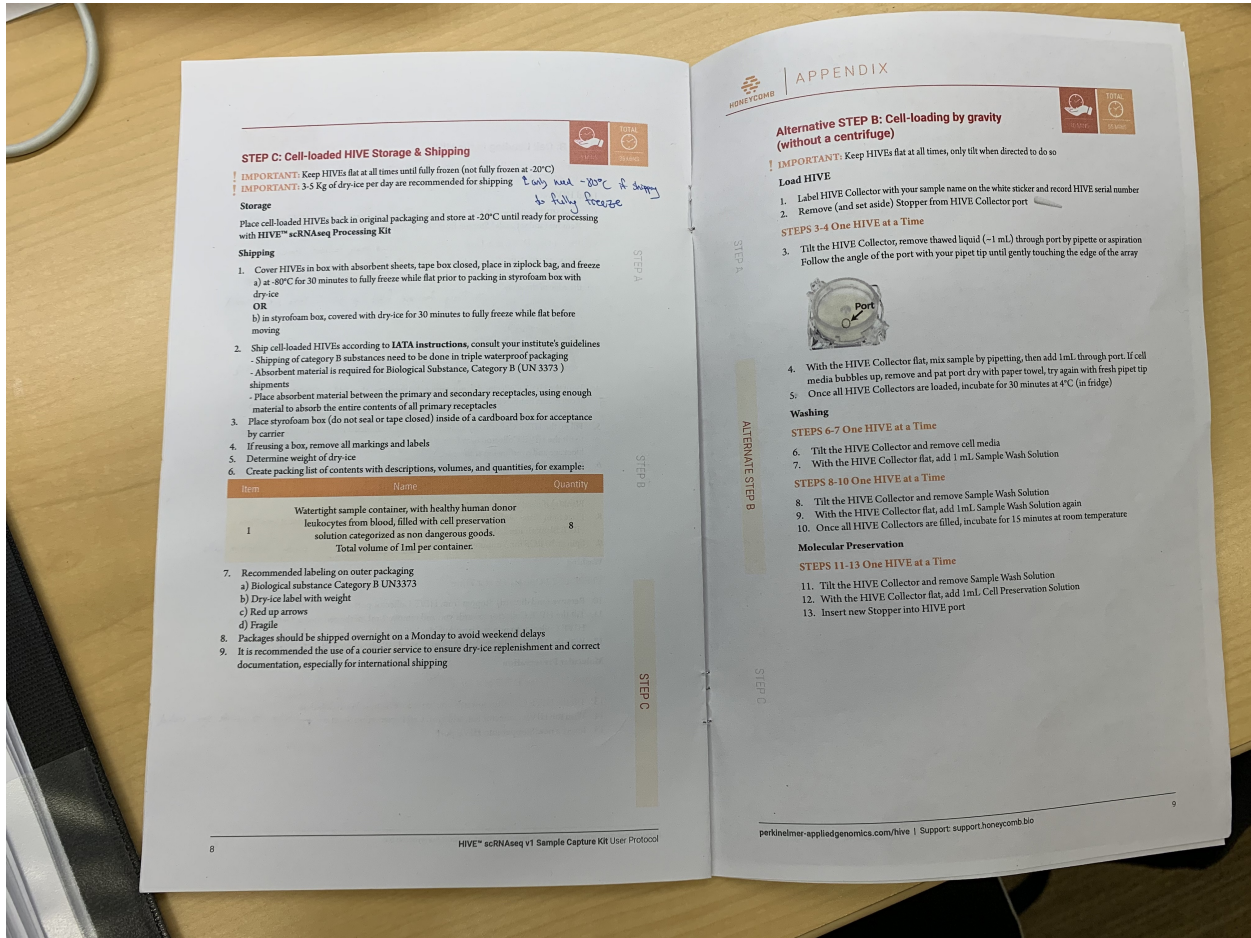 STEP C: Cell-loaded HIVE Storage & Shipping
TOTAL
! IMPORTANT: Keep HIVEs flat at all times until fully frozen (not fully frozen at -20°C)
! IMPORTANT: 3-5 Kg of dry-ice per day are recommended for shipping
only need -80°C if shipping
to fully freeze
Storage
Place cell-loaded HIVEs back in original packaging and store at -20°C until ready for processing
with HIVE™ scRNAseq Processing Kit
Shipping
1. Cover HIVEs in box with absorbent sheets, tape box closed, place in ziplock bag, and freeze
a) at -80°C for 30 minutes to fully freeze while flat prior to packing in styrofoam box with
dry-ice
OR
b) in styrofoam box, covered with dry-ice for 30 minutes to fully freeze while flat before
moving
2. Ship cell-loaded HIVEs according to IATA instructions, consult your institute's guidelines
- Shipping of category B substances need to be done in triple waterproof packaging
- Absorbent material is required for Biological Substance, Category B (UN 3373 )
shipments
- Place absorbent material between the primary and secondary receptacles, using enough
material to absorb the entire contents of all primary receptacles
3. Place styrofoam box (do not seal or tape closed) inside of a cardboard box for acceptance
by carrier
4. If reusing a box, remove all markings and labels
5. Determine weight of dry-ice
6. Create packing list of contents with descriptions, volumes, and quantities, for example:
Item Name Quantity
1 Watertight sample container, with healthy human donor
leukocytes from blood, filled with cell preservation
solution categorized as non dangerous goods.
Total volume of 1ml per container. 8
7. Recommended labeling on outer packaging
a) Biological substance Category B UN3373
b) Dry-ice label with weight
c) Red up arrows
d) Fragile
8. Packages should be shipped overnight on a Monday to avoid weekend delays
9. It is recommended the use of a courier service to ensure dry-ice replenishment and correct
documentation, especially for international shipping
STEP A
STEP B
STEP C
8
HIVE™ scRNAseq v1 Sample Capture Kit User Protocol
HONEYCOMB
APPENDIX
Alternative STEP B: Cell-loading by gravity
(without a centrifuge)
TOTAL
! IMPORTANT: Keep HIVEs flat at all times, only tilt when directed to do so
Load HIVE
1. Label HIVE Collector with your sample name on the white sticker and record HIVE serial number
2. Remove (and set aside) Stopper from HIVE Collector port
STEPS 3-4 One HIVE at a Time
3. Tilt the HIVE Collector, remove thawed liquid (~1 mL) through port by pipette or aspiration
Follow the angle of the port with your pipet tip until gently touching the edge of the array
Port
4. With the HIVE Collector flat, mix sample by pipetting, then add 1mL through port. If cell
media bubbles up, remove and pat port dry with paper towel, try again with fresh pipet tip
5. Once all HIVE Collectors are loaded, incubate for 30 minutes at 4°C (in fridge)
Washing
STEPS 6-7 One HIVE at a Time
6. Tilt the HIVE Collector and remove cell media
7. With the HIVE Collector flat, add 1 mL Sample Wash Solution
STEPS 8-10 One HIVE at a Time
8. Tilt the HIVE Collector and remove Sample Wash Solution
9. With the HIVE Collector flat, add 1mL Sample Wash Solution again
10. Once all HIVE Collectors are filled, incubate for 15 minutes at room temperature
Molecular Preservation
STEPS 11-13 One HIVE at a Time
11. Tilt the HIVE Collector and remove Sample Wash Solution
12. With the HIVE Collector flat, add 1mL Cell Preservation Solution
13. Insert new Stopper into HIVE port
STEP A
ALTERNATE STEP B
STEP C
perkinelmer-appliedgenomics.com/hive | Support: support.honeycomb.bio
9